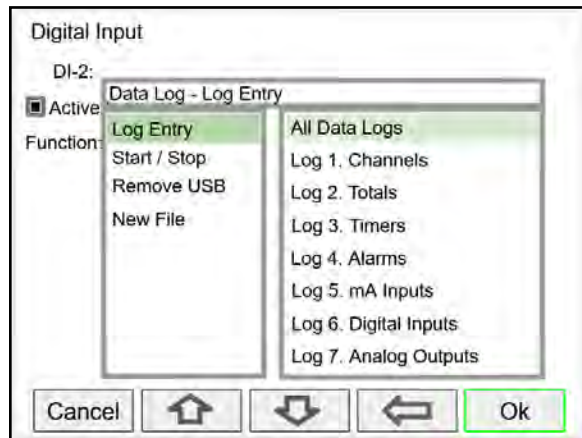 Digital Input
DI-2:
Data Log - Log Entry
Active
Function:
Log Entry
Start / Stop
Remove USB
New File
All Data Logs
Log 1. Channels
Log 2. Totals
Log 3. Timers
Log 4. Alarms
Log 5. mA Inputs
Log 6. Digital Inputs
Log 7. Analog Outputs
Cancel
Ok